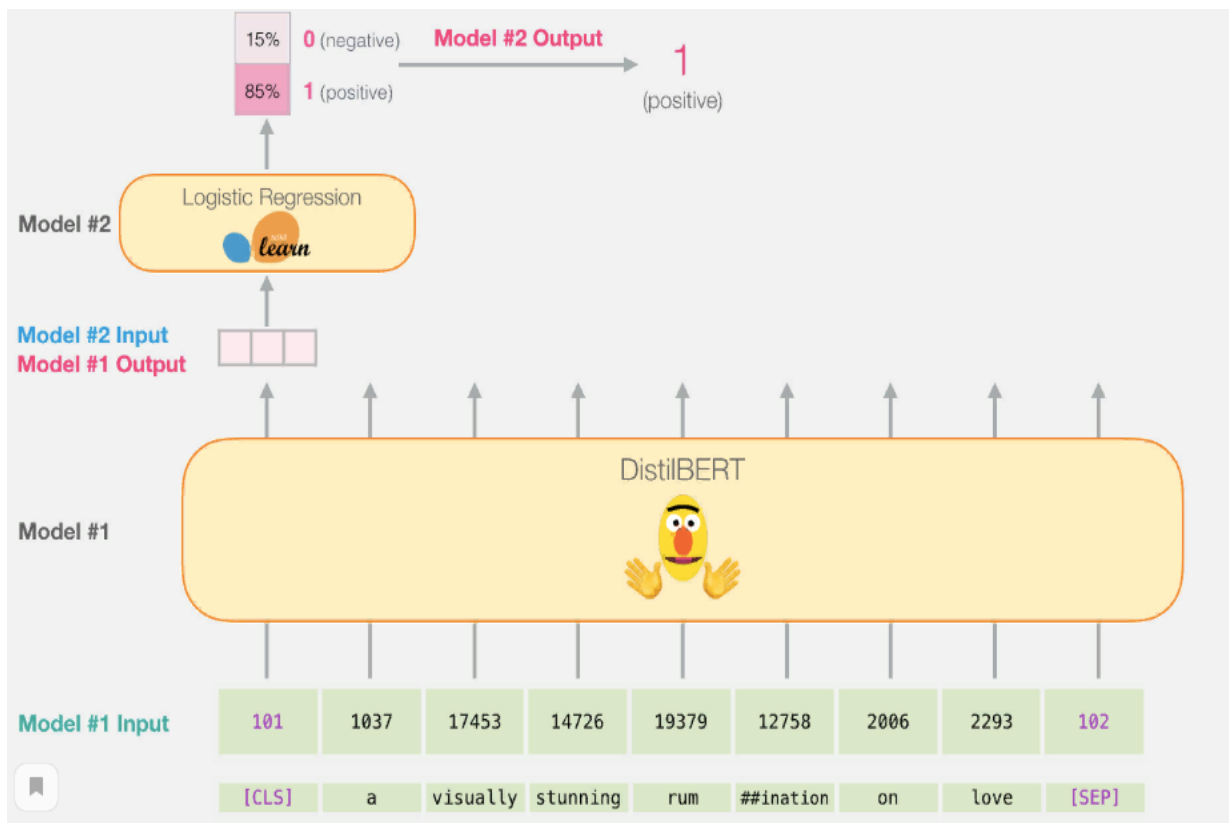 15% 0 (negative) Model #2 Output 1
85% 1 (positive) (positive)
Logistic Regression
Model #2
learn
Model #2 Input
Model #1 Output
DistilBERT
Model #1
Model #1 Input 101 1037 17453 14726 19379 12758 2006 2293 102
[CLS] a visually stunning rum ##ination on love [SEP]